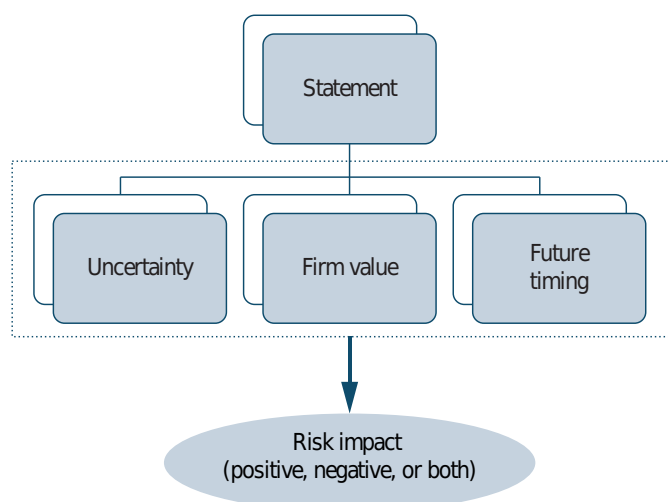 Statement
Uncertainty
Firm value
Future
timing
Risk impact
(positive, negative, or both)